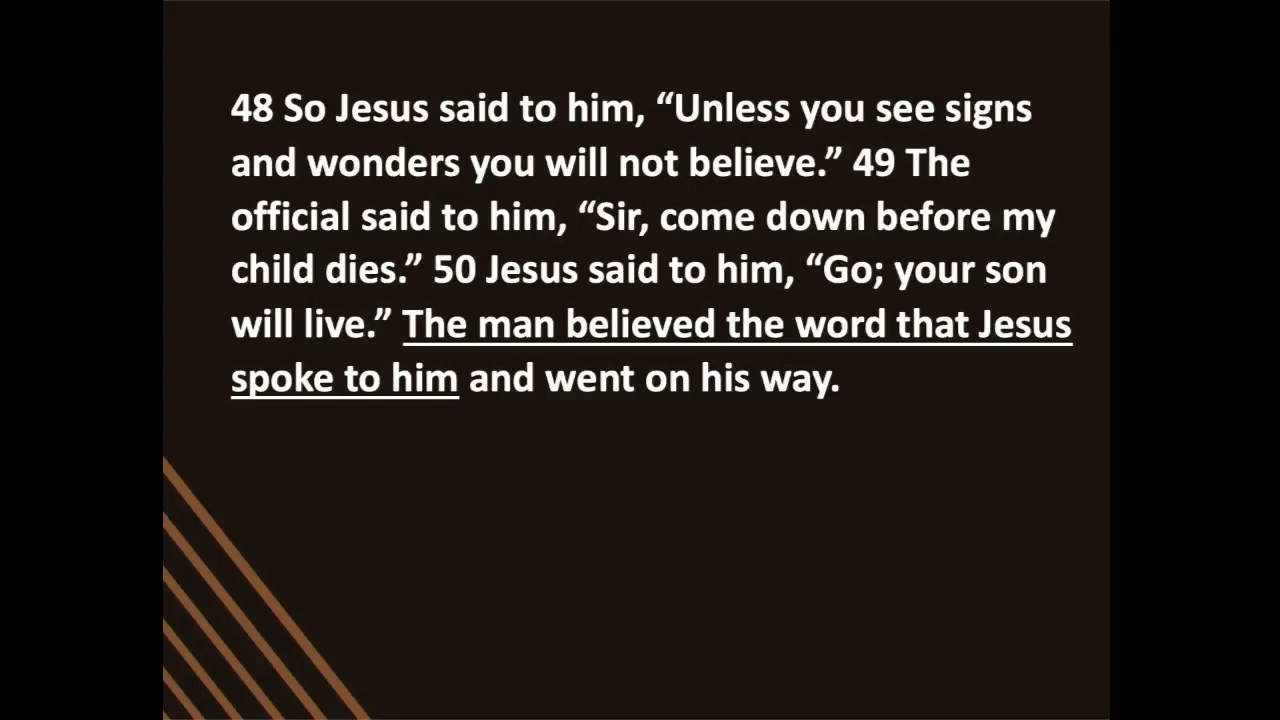 48 So Jesus said to him, “Unless you see signs
and wonders you will not believe.” 49 The
official said to him, “Sir, come down before my
child dies.” 50 Jesus said to him, “Go; your son
will live.” The man believed the word that Jesus
spoke to him and went on his way.